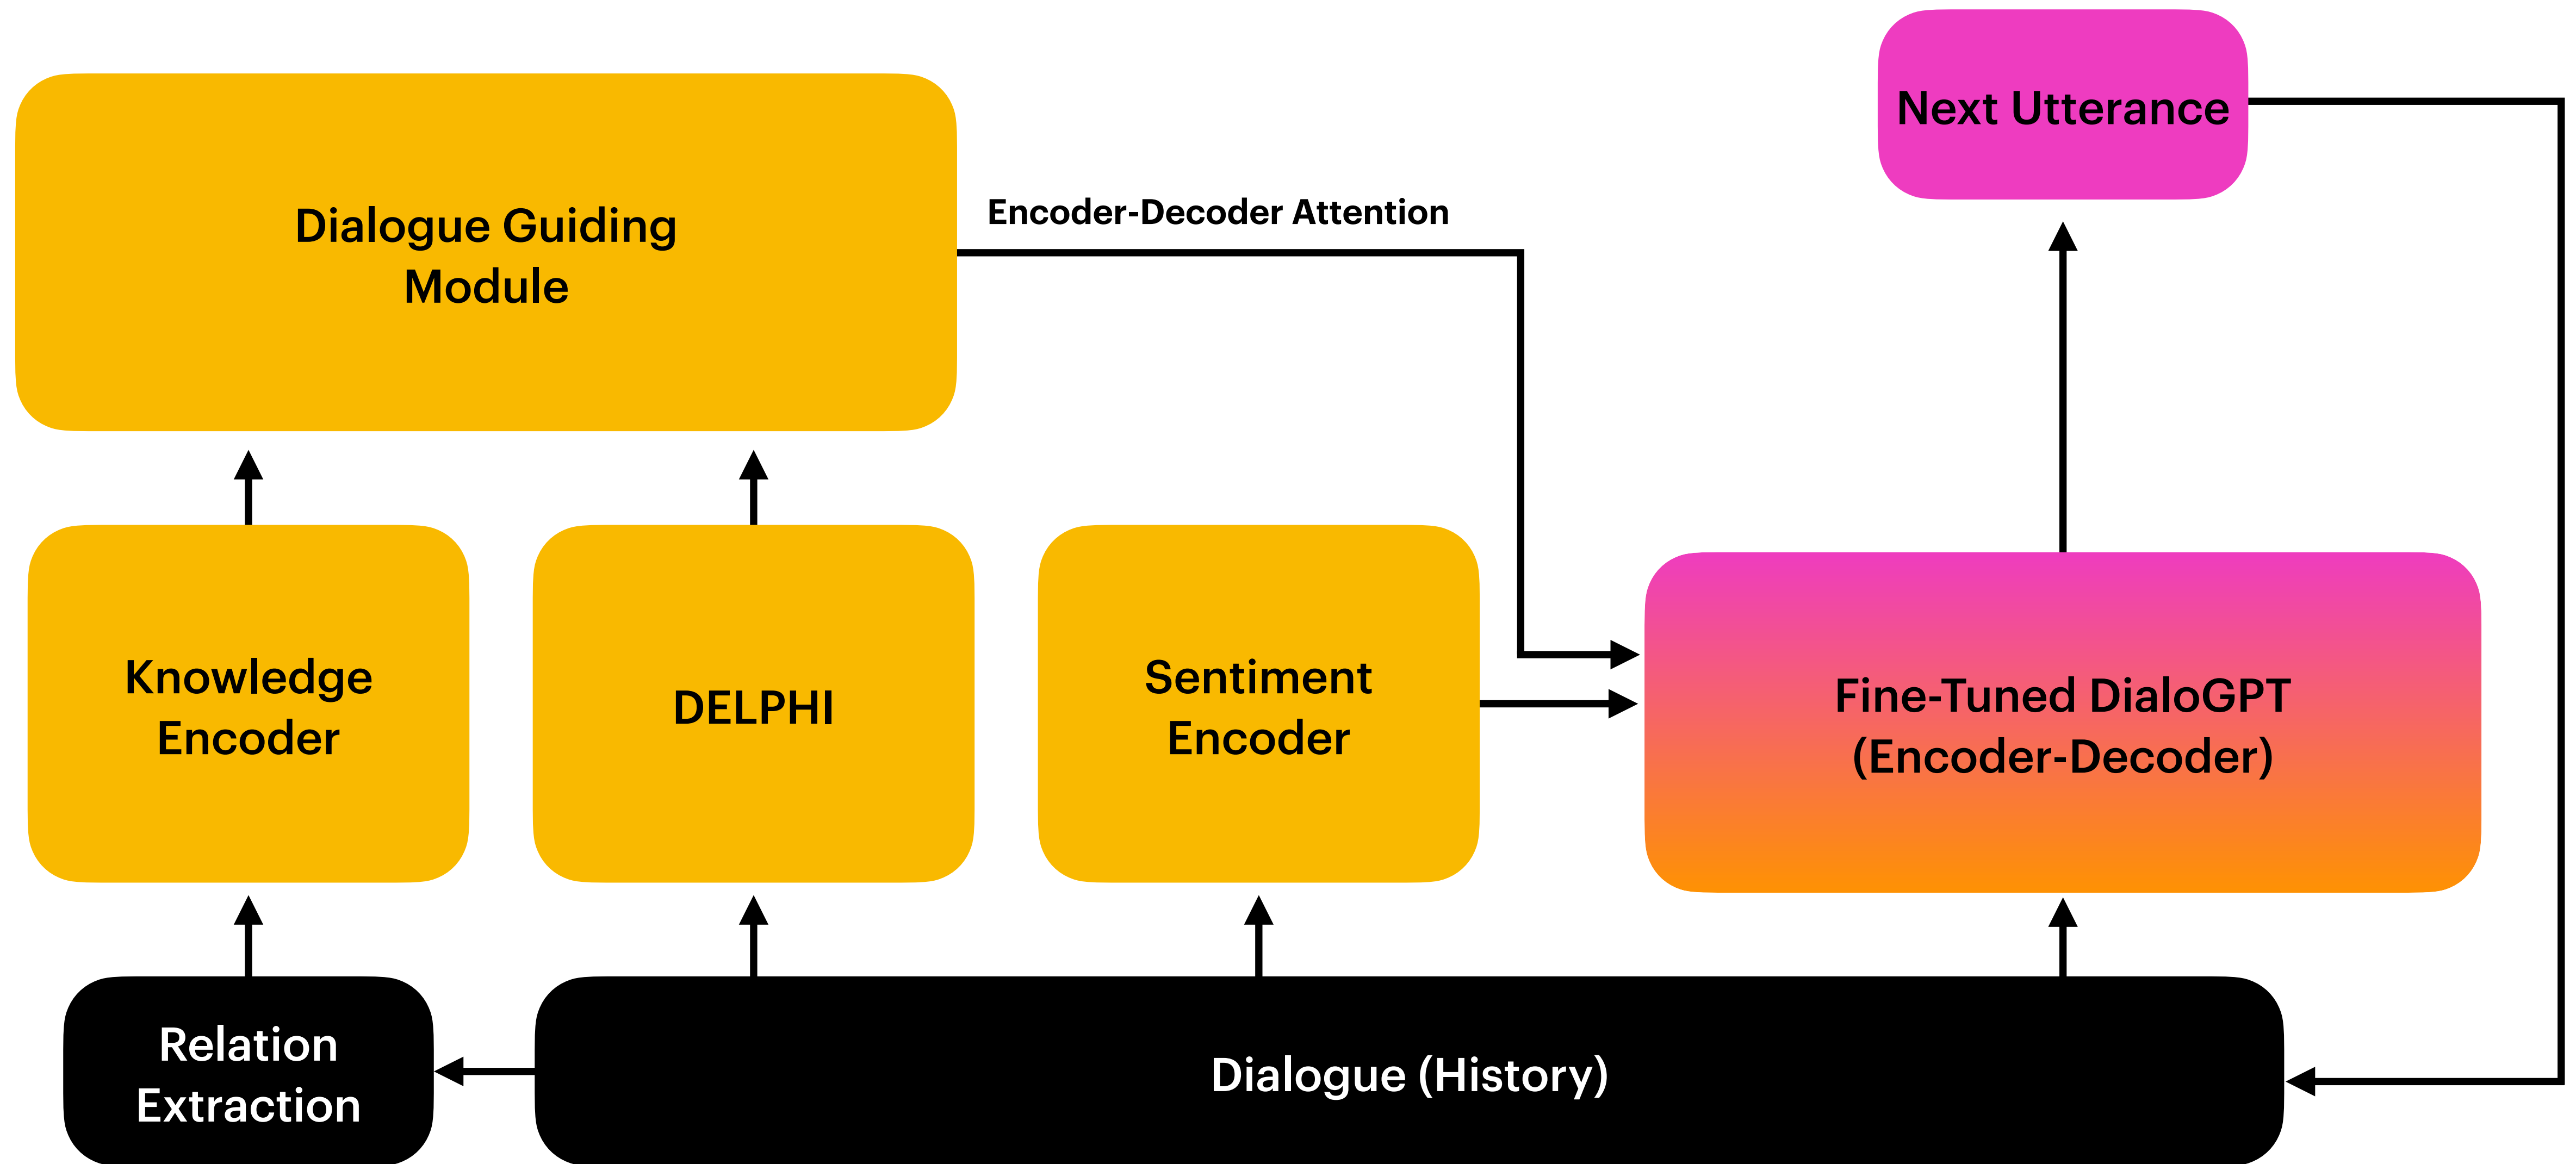 Next Utterance
Dialogue Guiding
Module
Encoder-Decoder Attention
Knowledge
Encoder
DELPHI
Sentiment
Encoder
Fine-Tuned DialoGPT
(Encoder-Decoder)
Relation
Extraction
Dialogue (History)